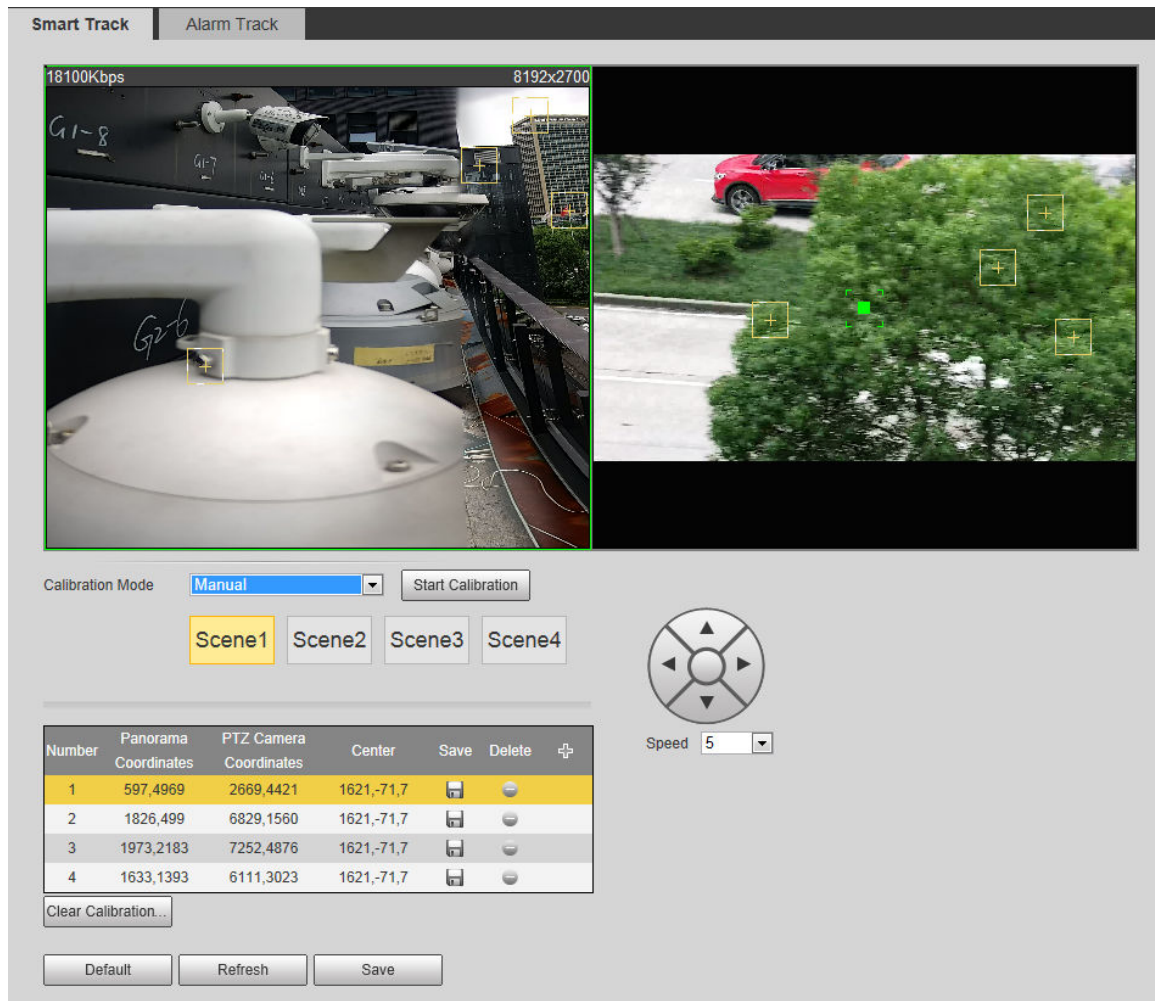 Smart Track Alarm Track
18100Kbps 8192x2700
G1-8
G1-7
G2-6
Calibration Mode Manual Start Calibration
Scene1 Scene2 Scene3 Scene4
Number Panorama Coordinates PTZ Camera Coordinates Center Save Delete
1 597,4969 2669,4421 1621,-71,7
2 1826,499 6829,1560 1621,-71,7
3 1973,2183 7252,4876 1621,-71,7
4 1633,1393 6111,3023 1621,-71,7
Speed 5
Clear Calibration...
Default Refresh Save